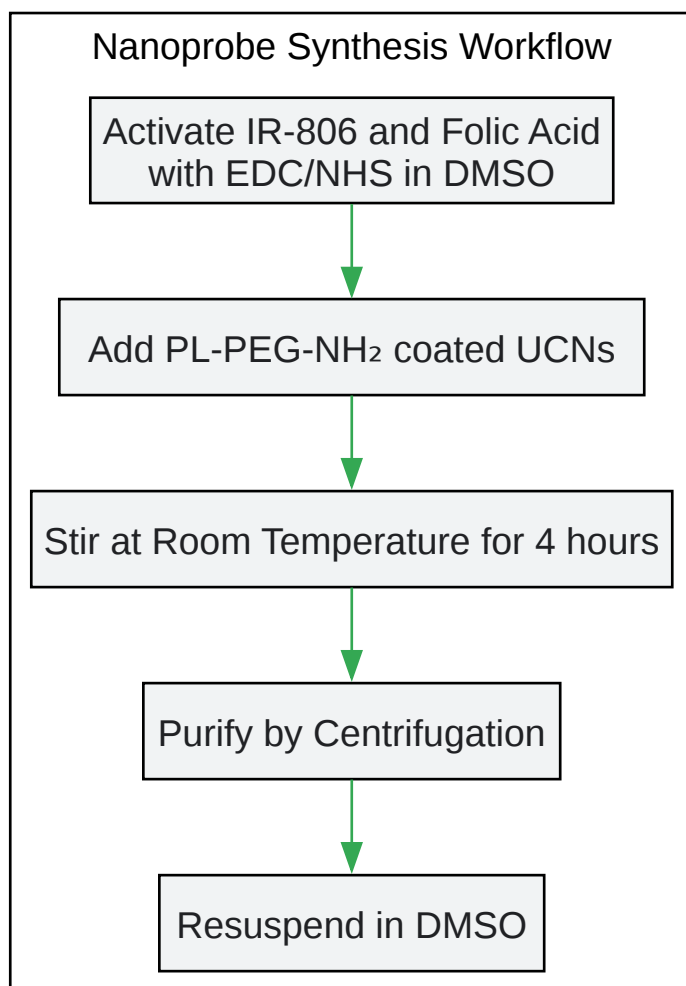 Nanoprobe Synthesis Workflow
Activate IR-806 and Folic Acid
with EDC/NHS in DMSO
Add PL-PEG-NH₂ coated UCNs
Stir at Room Temperature for 4 hours
Purify by Centrifugation
Resuspend in DMSO